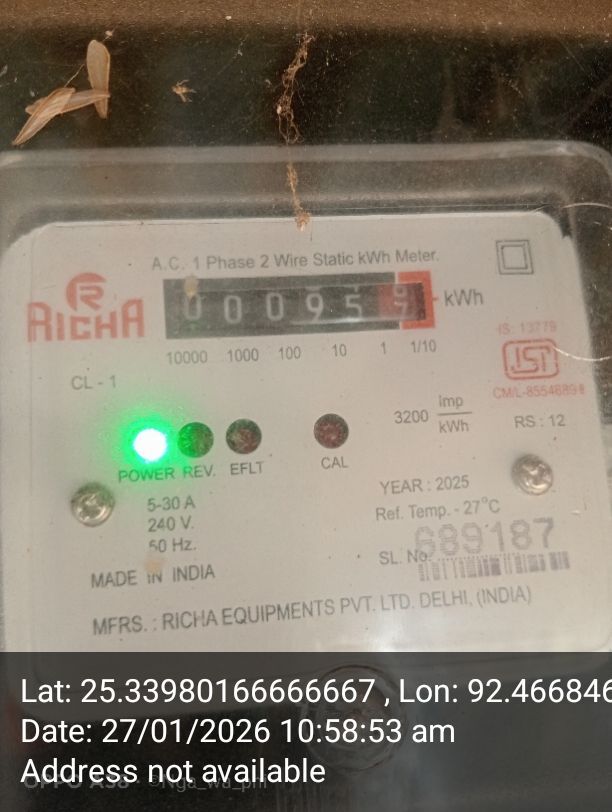 A.C. 1 Phase 2 Wire Static kWh Meter.
R
RICHA
0 0 0 9 5 kWh
10000 1000 100 10 1 1/10
IS: 13779
ISI
CL - 1
3200 imp/kWh
RS : 12
POWER REV. EFLT CAL
5-30 A
240 V.
50 Hz.
YEAR : 2025
Ref. Temp. - 27°C
SL. No. 689187
MADE IN INDIA
MFRS. : RICHA EQUIPMENTS PVT. LTD. DELHI, (INDIA)
Lat: 25.33980166666667 , Lon: 92.466846
Date: 27/01/2026 10:58:53 am
Address not available